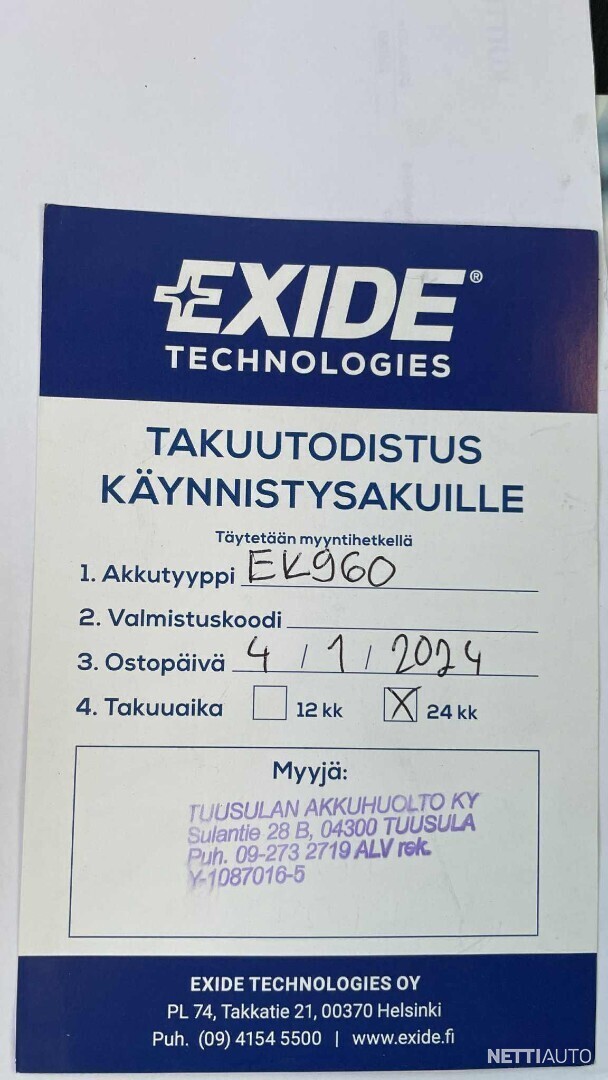 EXIDE®
TECHNOLOGIES
TAKUUTODISTUS
KÄYNNISTYSAKUILLE
Täytetään myyntihetkellä
1. Akkutyyppi EK960
2. Valmistuskoodi
3. Ostopäivä 4 / 1 / 2024
4. Takuuaika 12 kk X 24 kk
Myyjä:
TUUSULAN AKKUHUOLTO KY
Sulantie 28 B, 04300 TUUSULA
Puh. 09-273 2719 ALV rek.
Y-1087016-5
EXIDE TECHNOLOGIES OY
PL 74, Takkatie 21, 00370 Helsinki
Puh. (09) 4154 5500 | www.exide.fi
NETTIAUTO